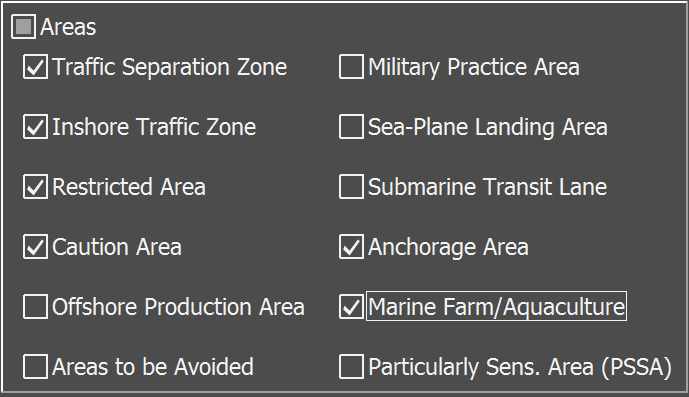 Areas
Traffic Separation Zone
Military Practice Area
Inshore Traffic Zone
Sea-Plane Landing Area
Restricted Area
Submarine Transit Lane
Caution Area
Anchorage Area
Offshore Production Area
Marine Farm/Aquaculture
Areas to be Avoided
Particularly Sens. Area (PSSA)